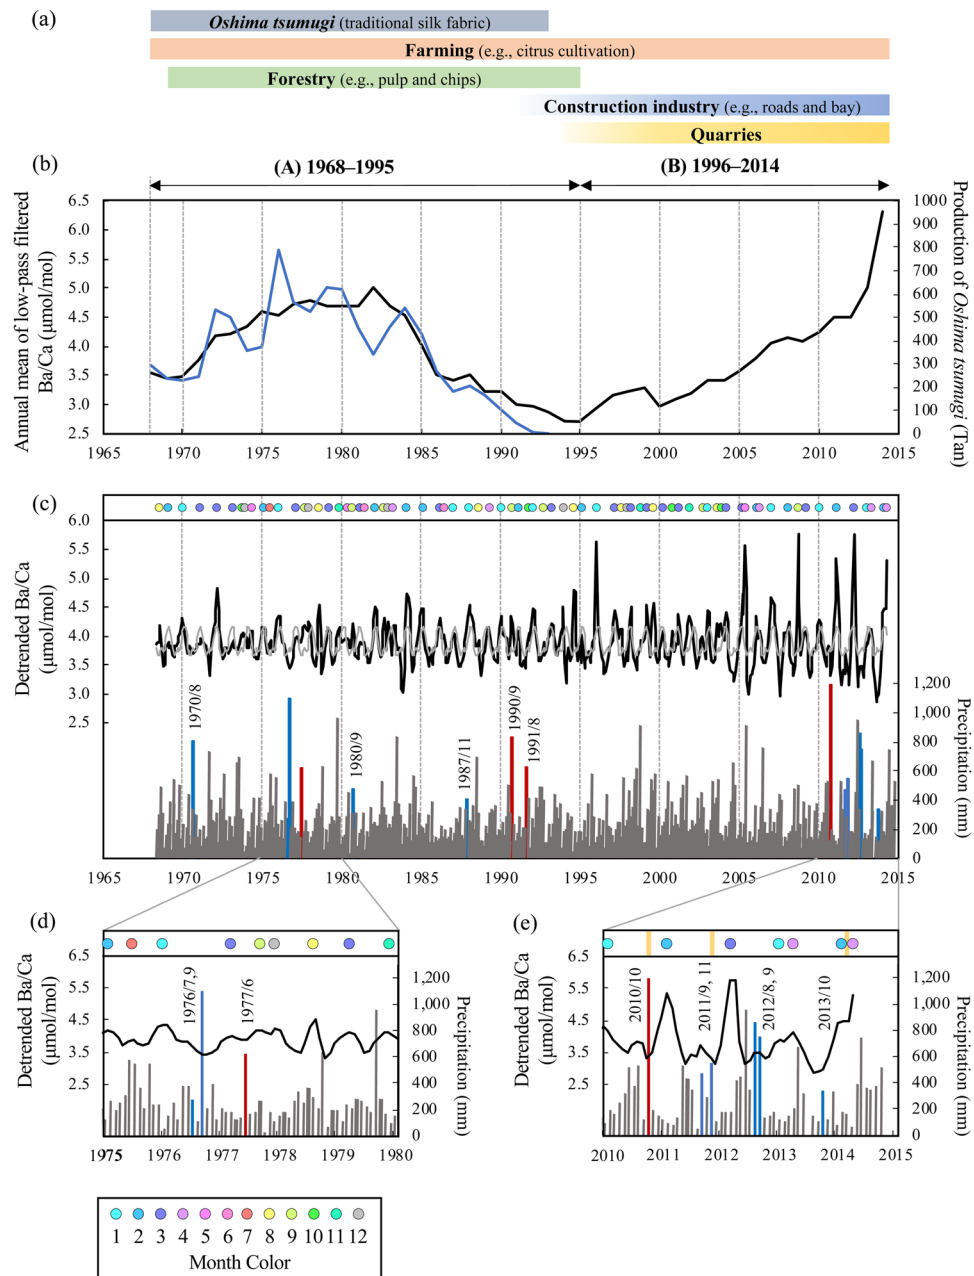 (a)
Oshima tsumugi (traditional silk fabric)
Farming (e.g., citrus cultivation)
Forestry (e.g., pulp and chips)
Construction industry (e.g., roads and bay)
Quarries
(b)
(A) 1968–1995
(B) 1996–2014
Annual mean of low-pass filtered
Ba/Ca (μmol/mol)
6.5
6.0
5.5
5.0
4.5
4.0
3.5
3.0
2.5
1000
900
800
700
600
500
400
300
200
100
0
Production of Oshima tsumugi (Tan)
1965 1970 1975 1980 1985 1990 1995 2000 2005 2010 2015
(c)
Detrended Ba/Ca
(μmol/mol)
6.0
5.5
5.0
4.5
4.0
3.5
3.0
2.5
1970/8
1980/9
1987/11
1990/9
1991/8
1,200
1,000
800
600
400
200
0
Precipitation (mm)
1965 1970 1975 1980 1985 1990 1995 2000 2005 2010 2015
(d)
Detrended Ba/Ca
(μmol/mol)
6.5
5.5
4.5
3.5
2.5
1976/7,9
1977/6
1,200
1,000
800
600
400
200
0
Precipitation (mm)
1975 1976 1977 1978 1979 1980
(e)
Detrended Ba/Ca
(μmol/mol)
6.5
5.5
4.5
3.5
2.5
2010/10
2011/9, 11
2012/8, 9
2013/10
1,200
1,000
800
600
400
200
0
Precipitation (mm)
2010 2011 2012 2013 2014 2015
1 2 3 4 5 6 7 8 9 10 11 12
Month Color